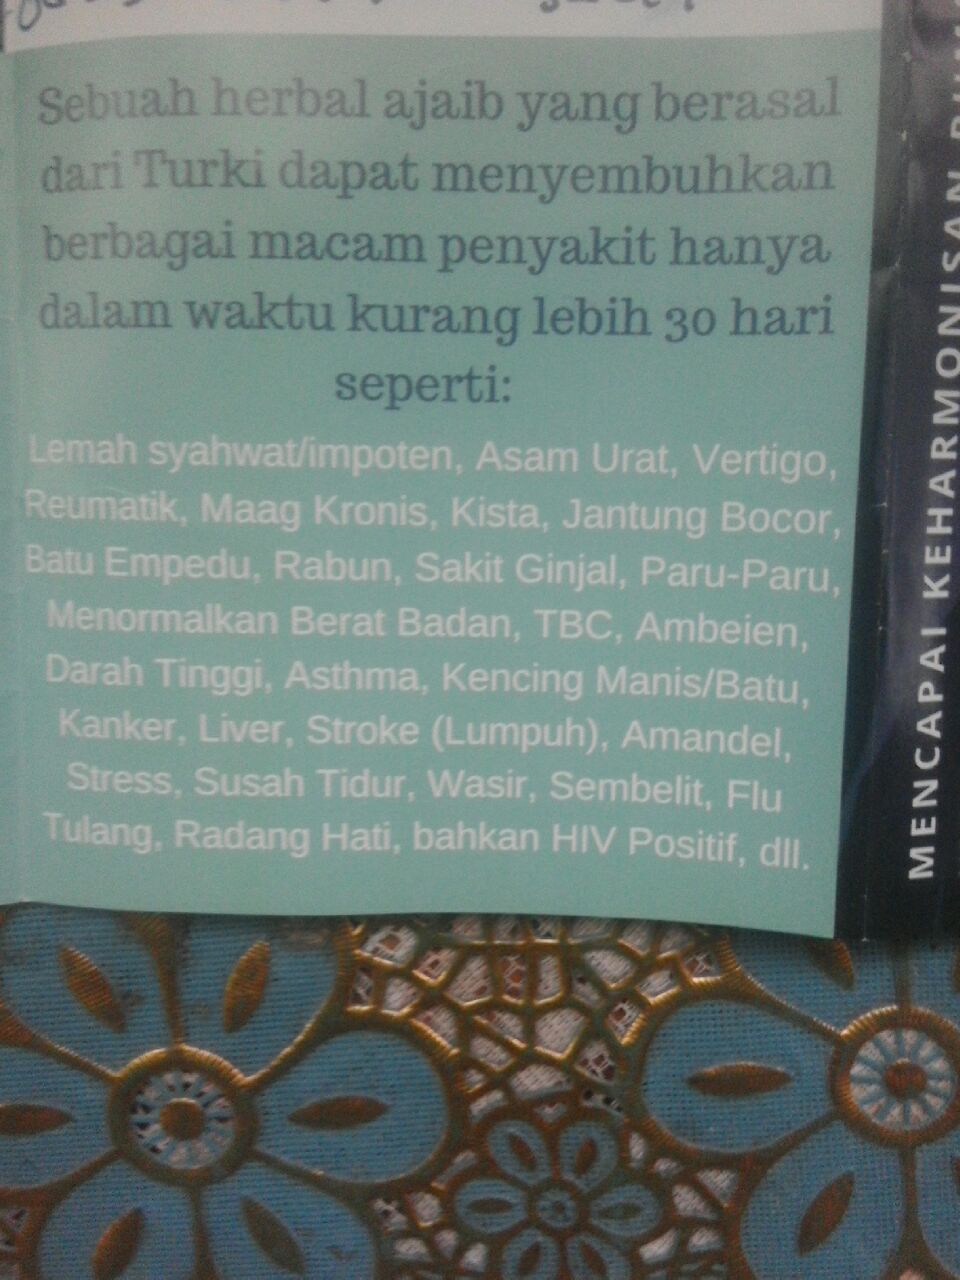 Sebuah herbal ajaib yang berasal
dari Turki dapat menyembuhkan
berbagai macam penyakit hanya
dalam waktu kurang lebih 30 hari
seperti:
Lemah syahwat/impoten, Asam Urat, Vertigo,
Reumatik, Maag Kronis, Kista, Jantung Bocor,
Batu Empedu, Rabun, Sakit Ginjal, Paru-Paru,
Menormalkan Berat Badan, TBC, Ambeien,
Darah Tinggi, Asthma, Kencing Manis/Batu,
Kanker, Liver, Stroke (Lumpuh), Amandel,
Stress, Susah Tidur, Wasir, Sembelit, Flu
Tulang, Radang Hati, bahkan HIV Positif, dll.
MENCAPAI KEHARMONISAN